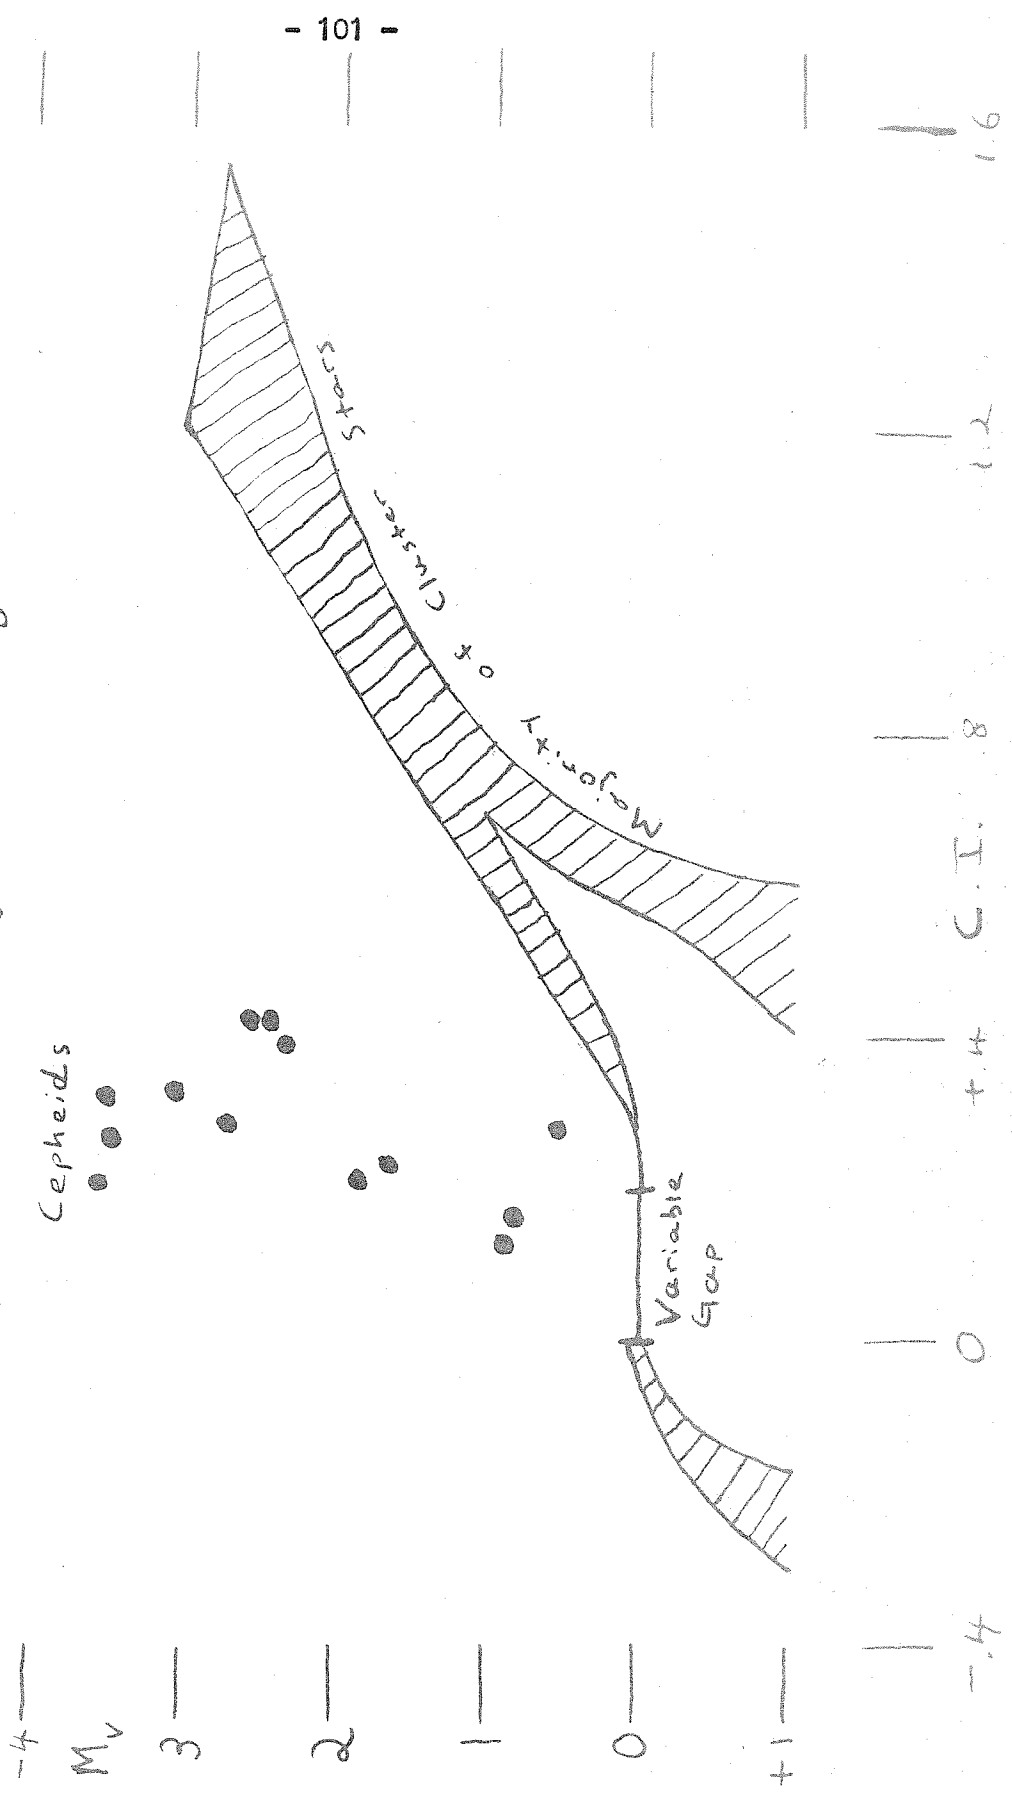 - 101 -
Cepheids
-4
Mv
3
2
1
0
+1
Majority of Cluster Stars
Variable
Gap
-.4
0
+.4
C.I.
.8
1.2
1.6